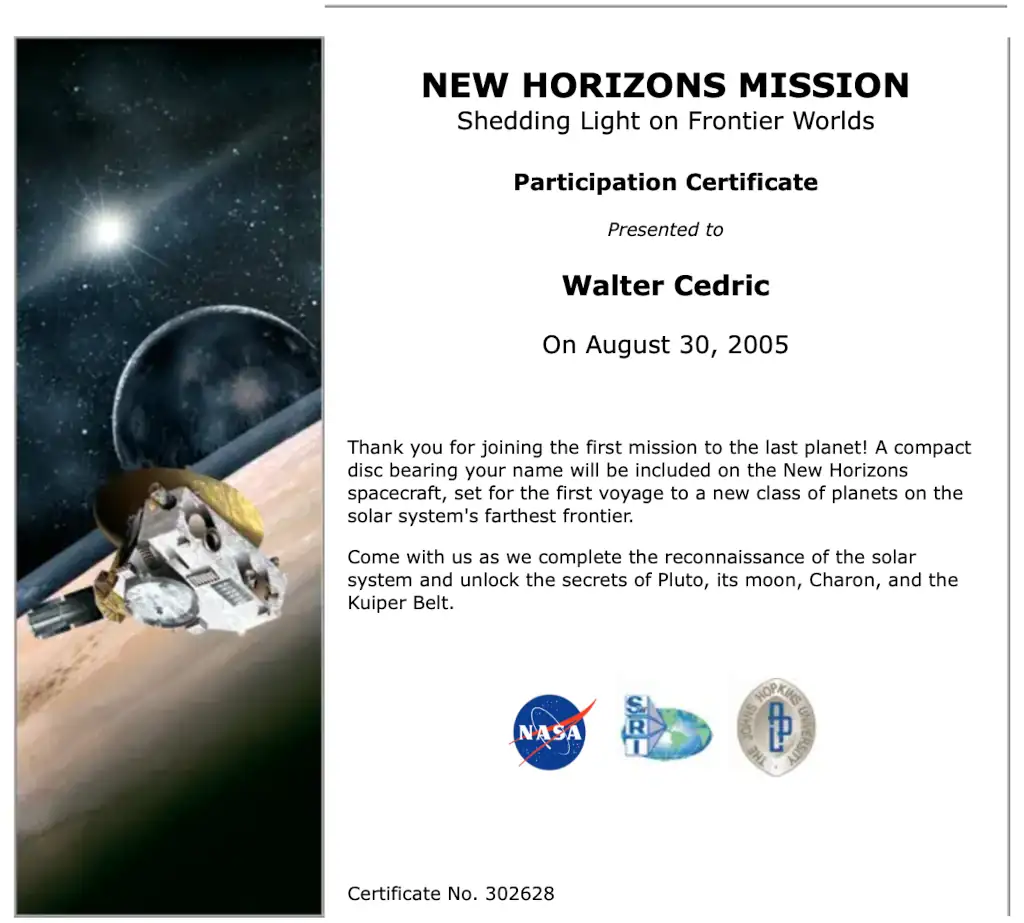 NEW HORIZONS MISSION
Shedding Light on Frontier Worlds
Participation Certificate
Presented to
Walter Cedric
On August 30, 2005
Thank you for joining the first mission to the last planet! A compact
disc bearing your name will be included on the New Horizons
spacecraft, set for the first voyage to a new class of planets on the
solar system's farthest frontier.
Come with us as we complete the reconnaissance of the solar
system and unlock the secrets of Pluto, its moon, Charon, and the
Kuiper Belt.
NASA
SwRI
THE JOHNS HOPKINS UNIVERSITY
APL
Certificate No. 302628